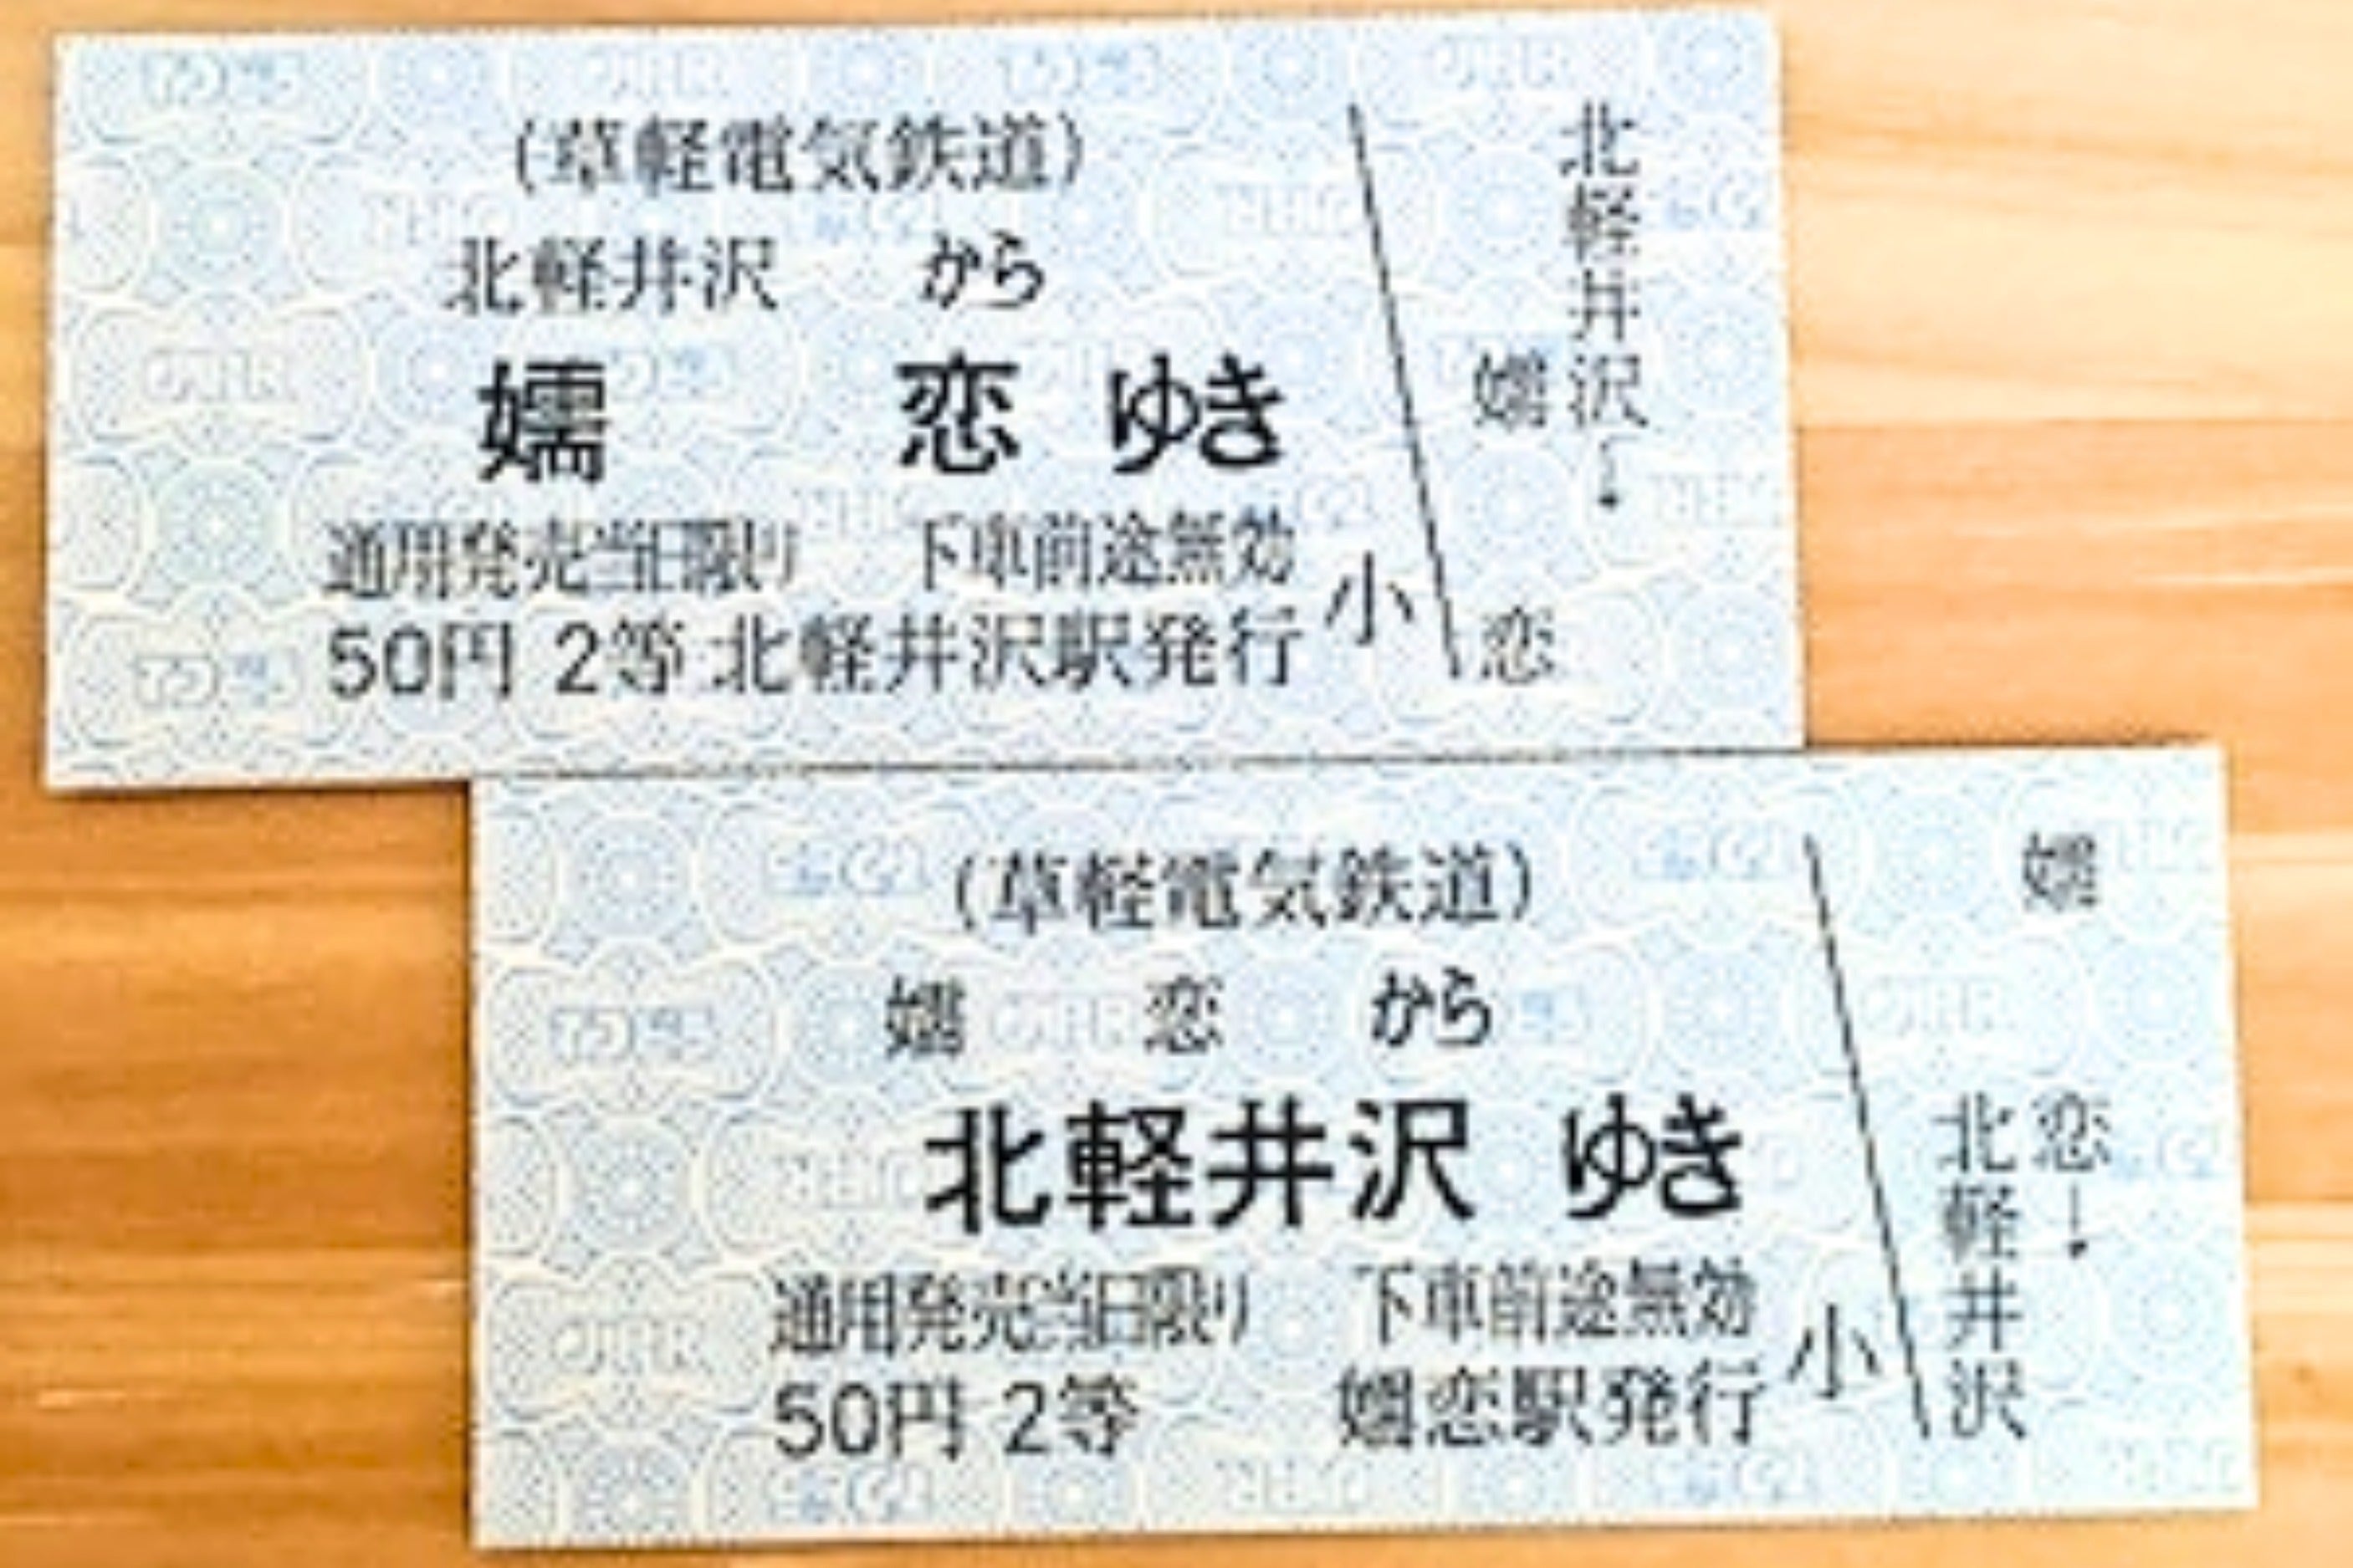 (草軽電気鉄道)
北軽井沢 から
嬬 恋 ゆき
通用発売当日限り 下車前途無効
50円 2等 北軽井沢駅発行
小
北軽井沢→
嬬 恋
(草軽電気鉄道)
嬬 恋 から
北軽井沢 ゆき
通用発売当日限り 下車前途無効
50円 2等 嬬恋駅発行
小
嬬 恋→
北軽井沢